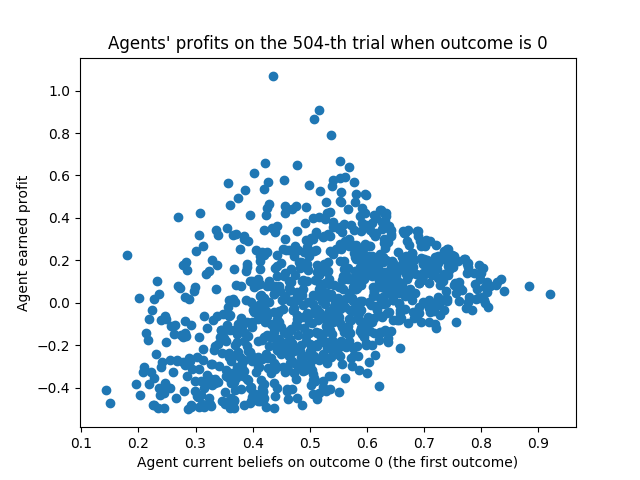 Agents' profits on the 504-th trial when outcome is 0
Agent earned profit
1.0
0.8
0.6
0.4
0.2
0.0
−0.2
−0.4
0.1 0.2 0.3 0.4 0.5 0.6 0.7 0.8 0.9
Agent current beliefs on outcome 0 (the first outcome)